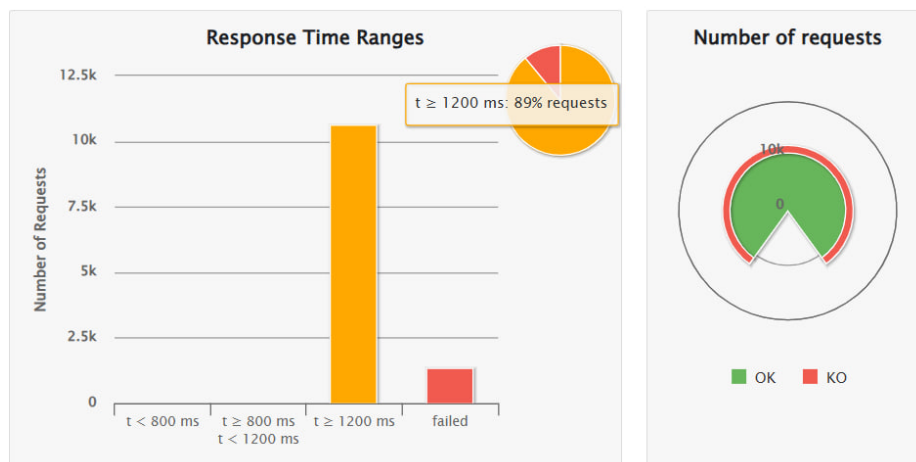 Response Time Ranges
Number of requests
12.5k
10k
7.5k
5k
2.5k
0
Number of Requests
t ≥ 1200 ms: 89% requests
t < 800 ms
t ≥ 800 ms
t < 1200 ms
t ≥ 1200 ms
failed
10k
0
OK
KO